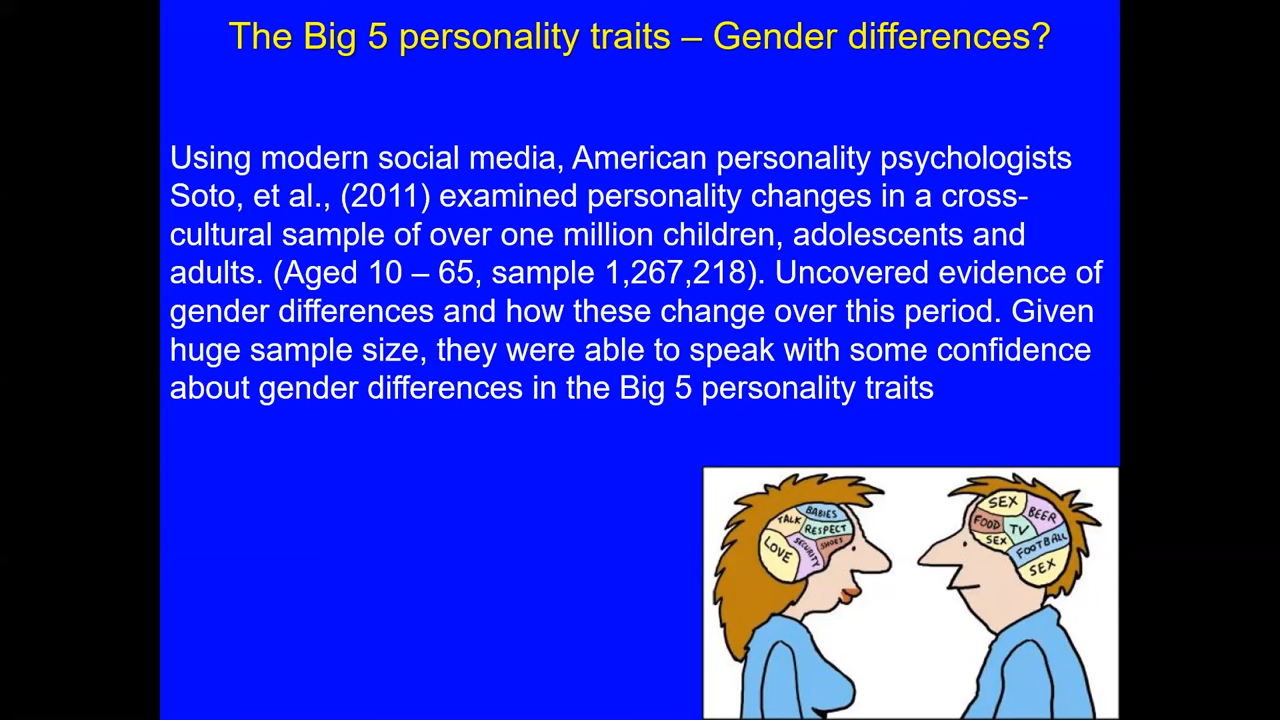 The Big 5 personality traits – Gender differences?
Using modern social media, American personality psychologists
Soto, et al., (2011) examined personality changes in a cross-
cultural sample of over one million children, adolescents and
adults. (Aged 10 – 65, sample 1,267,218). Uncovered evidence of
gender differences and how these change over this period. Given
huge sample size, they were able to speak with some confidence
about gender differences in the Big 5 personality traits
BABIES
TALK
RESPECT
LOVE
SECURITY
SHOES
SEX
BEER
FOOD
TV
SEX
FOOTBALL
SEX